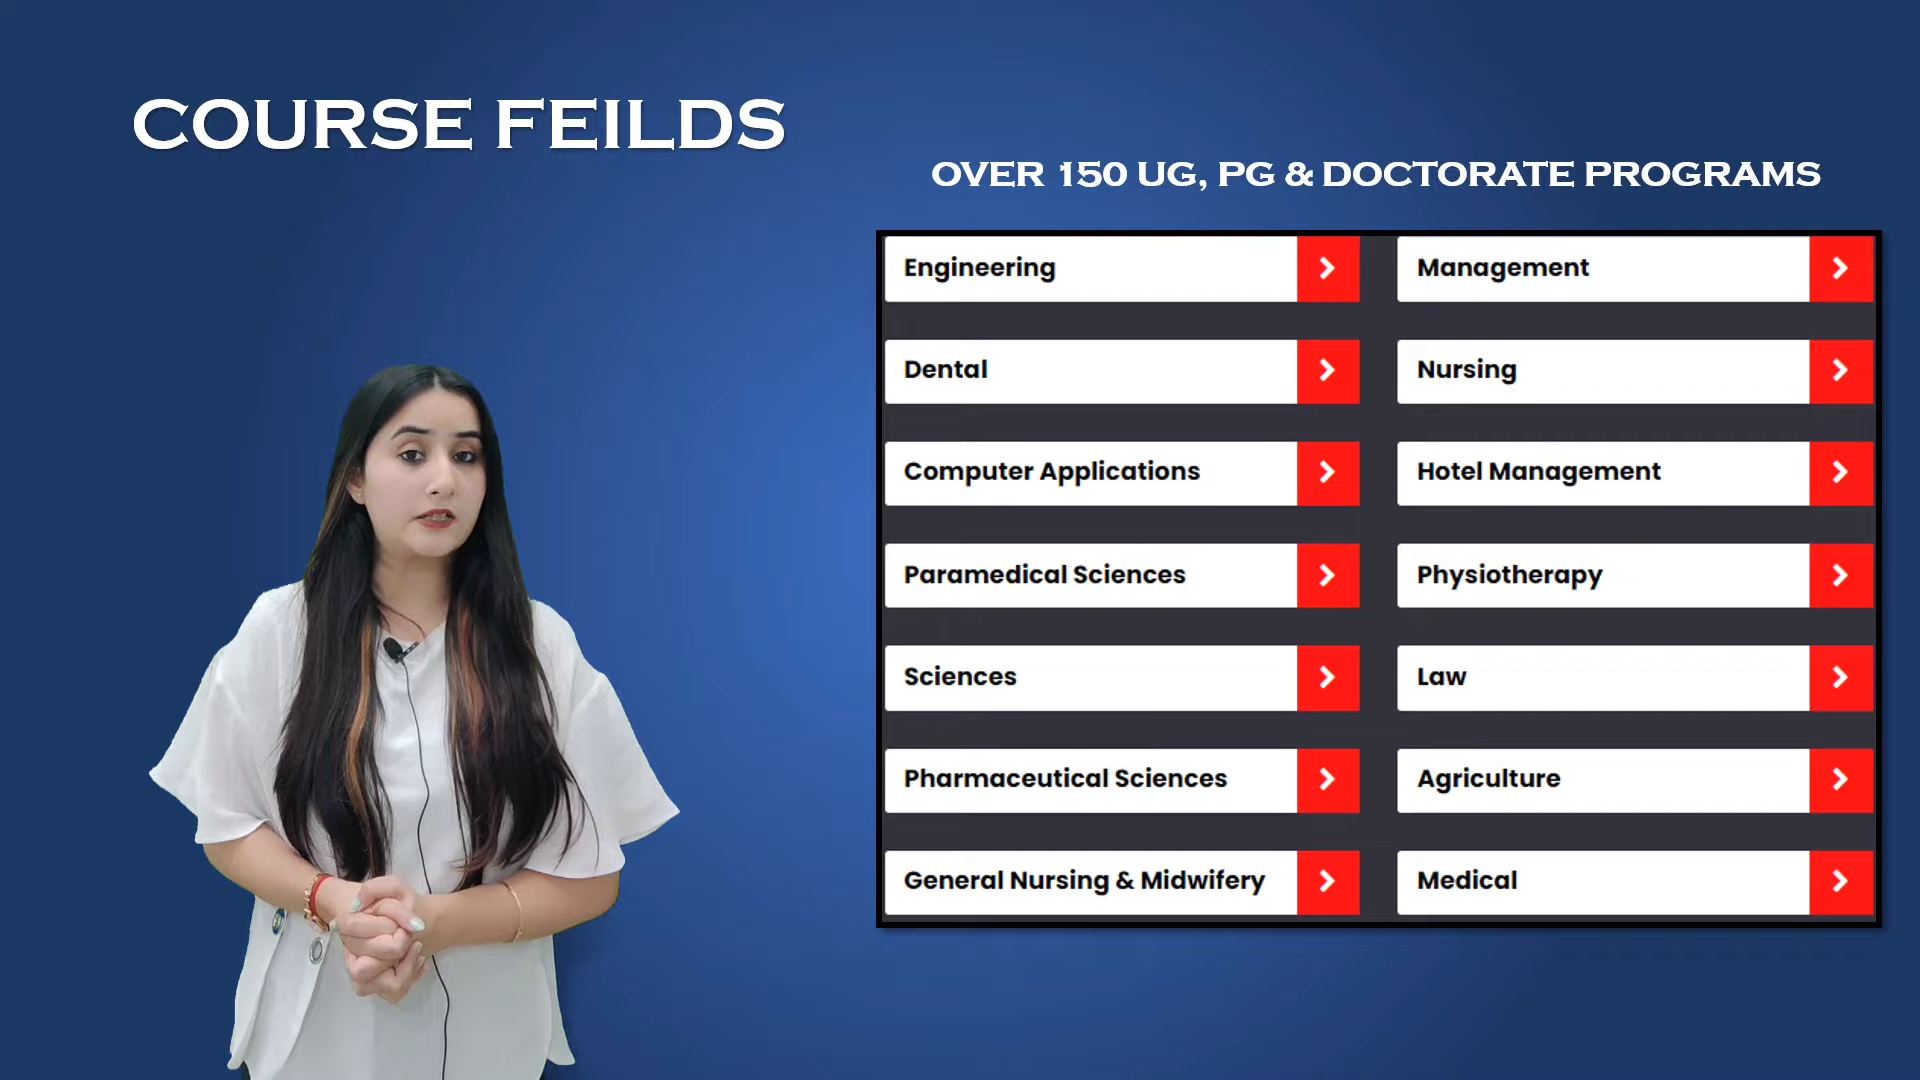 COURSE FEILDS
OVER 150 UG, PG & DOCTORATE PROGRAMS
Engineering
Management
Dental
Nursing
Computer Applications
Hotel Management
Paramedical Sciences
Physiotherapy
Sciences
Law
Pharmaceutical Sciences
Agriculture
General Nursing & Midwifery
Medical